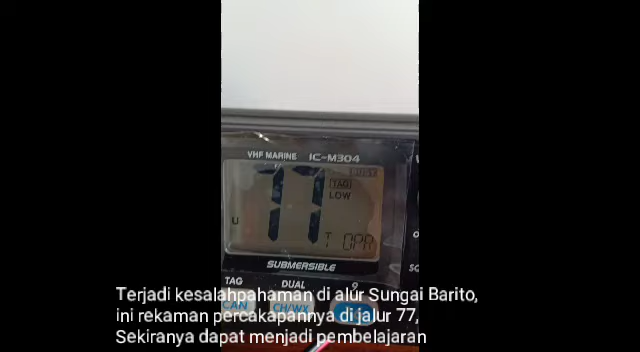 VHF MARINE IC-M304
77
TAG
LOW
U
SUBMERSIBLE
TAG DUAL 9
CH/WX
Terjadi kesalahpahaman di alur Sungai Barito,
ini rekaman percakapannya di jalur 77,
Sekiranya dapat menjadi pembelajaran